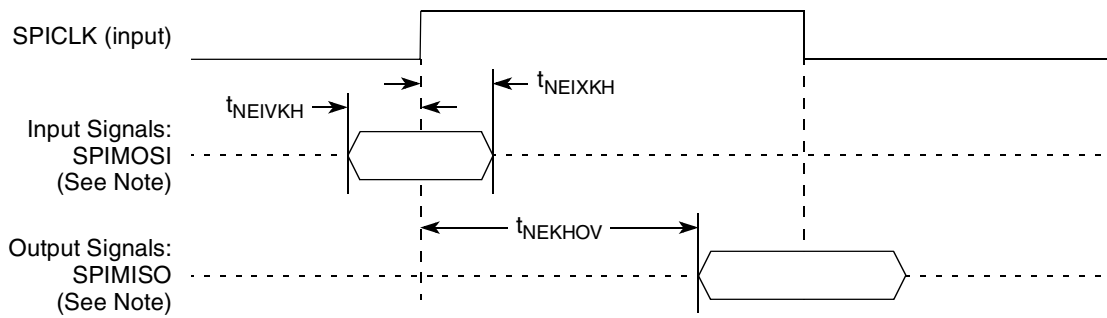 SPICLK (input)
tNEIXKH
tNEIVKH
Input Signals:
SPIMOSI
(See Note)
tNEKHOV
Output Signals:
SPIMISO
(See Note)